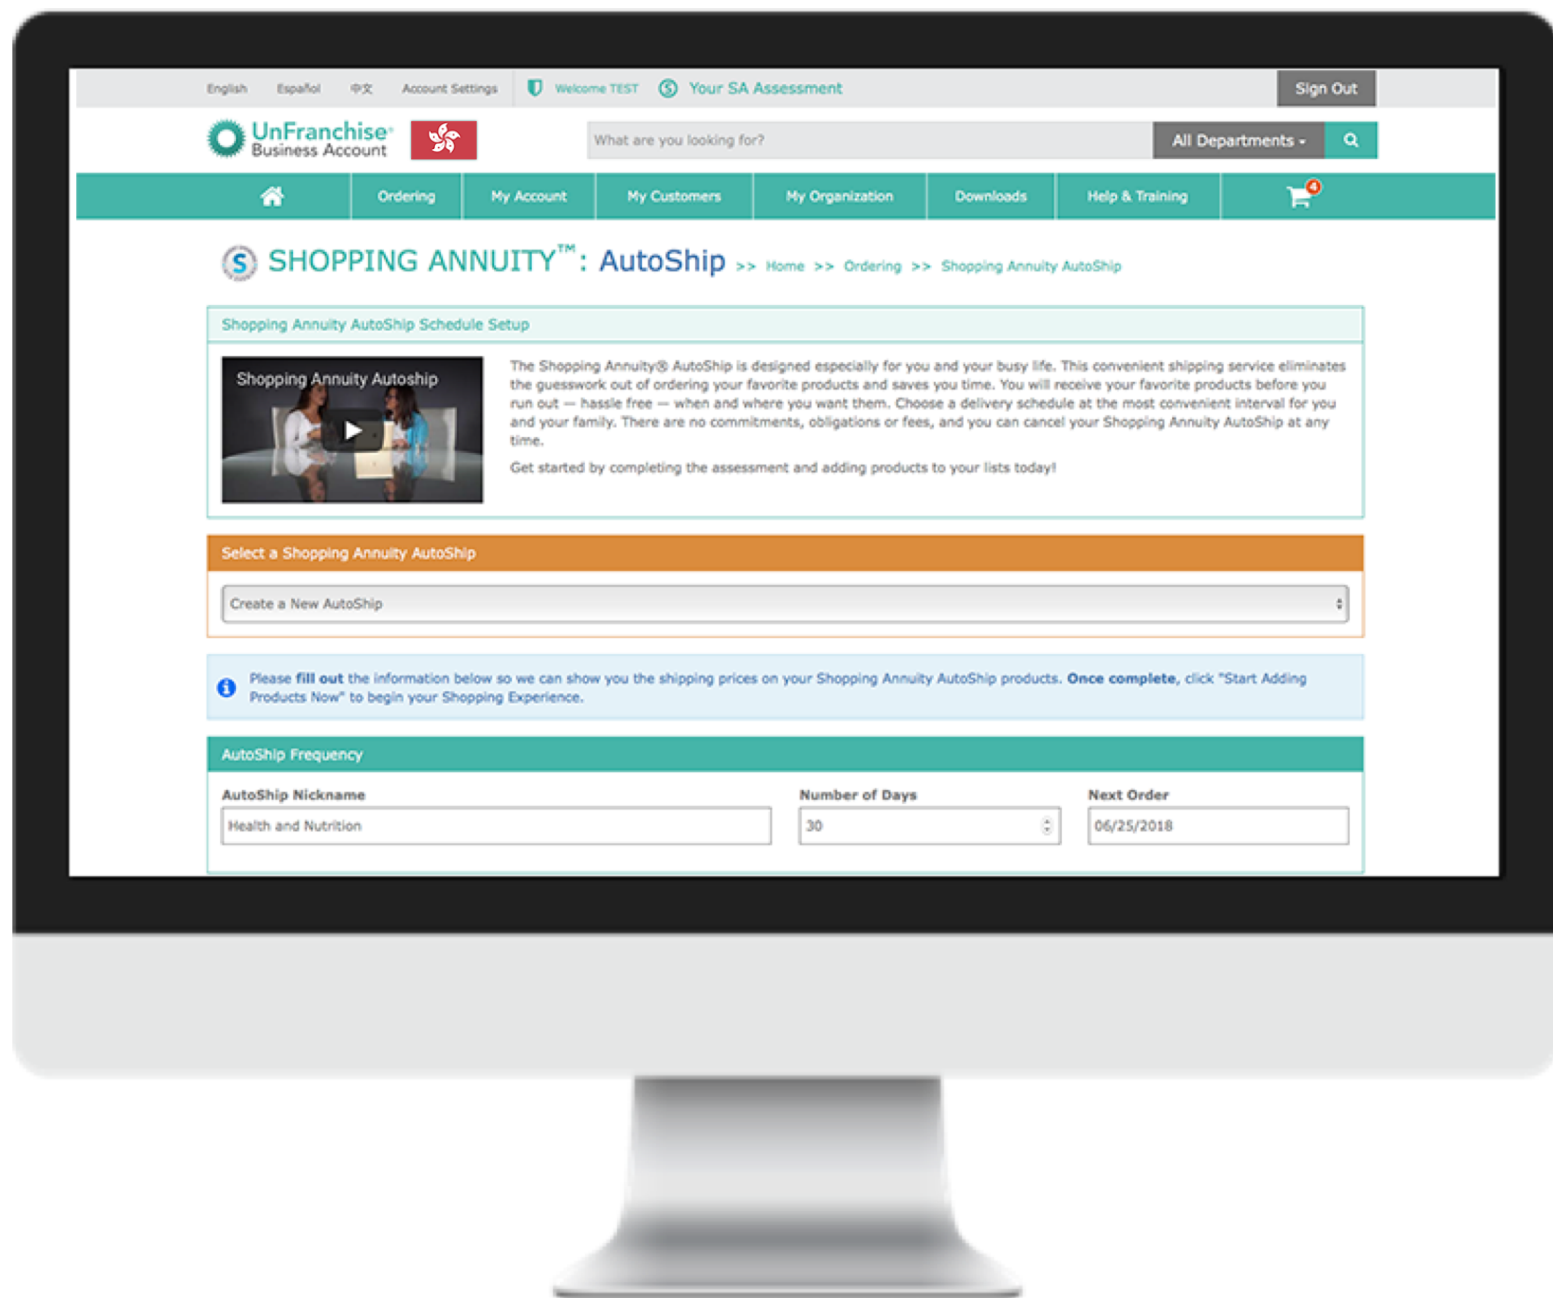 English Español 中文 Account Settings Welcome TEST Your SA Assessment Sign Out
UnFranchise®
Business Account
What are you looking for? All Departments
Ordering My Account My Customers My Organization Downloads Help & Training 4
SHOPPING ANNUITY™: AutoShip >> Home >> Ordering >> Shopping Annuity AutoShip
Shopping Annuity AutoShip Schedule Setup
Shopping Annuity Autoship
The Shopping Annuity® AutoShip is designed especially for you and your busy life. This convenient shipping service eliminates
the guesswork out of ordering your favorite products and saves you time. You will receive your favorite products before you
run out — hassle free — when and where you want them. Choose a delivery schedule at the most convenient interval for you
and your family. There are no commitments, obligations or fees, and you can cancel your Shopping Annuity AutoShip at any
time.
Get started by completing the assessment and adding products to your lists today!
Select a Shopping Annuity AutoShip
Create a New AutoShip
Please fill out the information below so we can show you the shipping prices on your Shopping Annuity AutoShip products. Once complete, click "Start Adding
Products Now" to begin your Shopping Experience.
AutoShip Frequency
AutoShip Nickname Number of Days Next Order
Health and Nutrition 30 06/25/2018